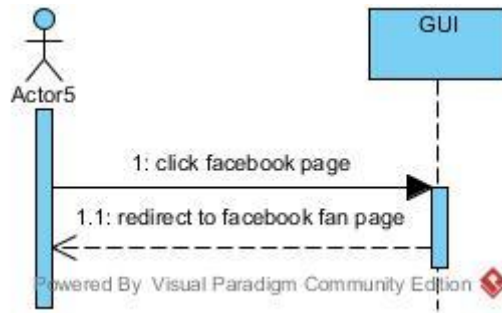 GUI
Actor5
1: click facebook page
1.1: redirect to facebook fan page
Powered By Visual Paradigm Community Edition